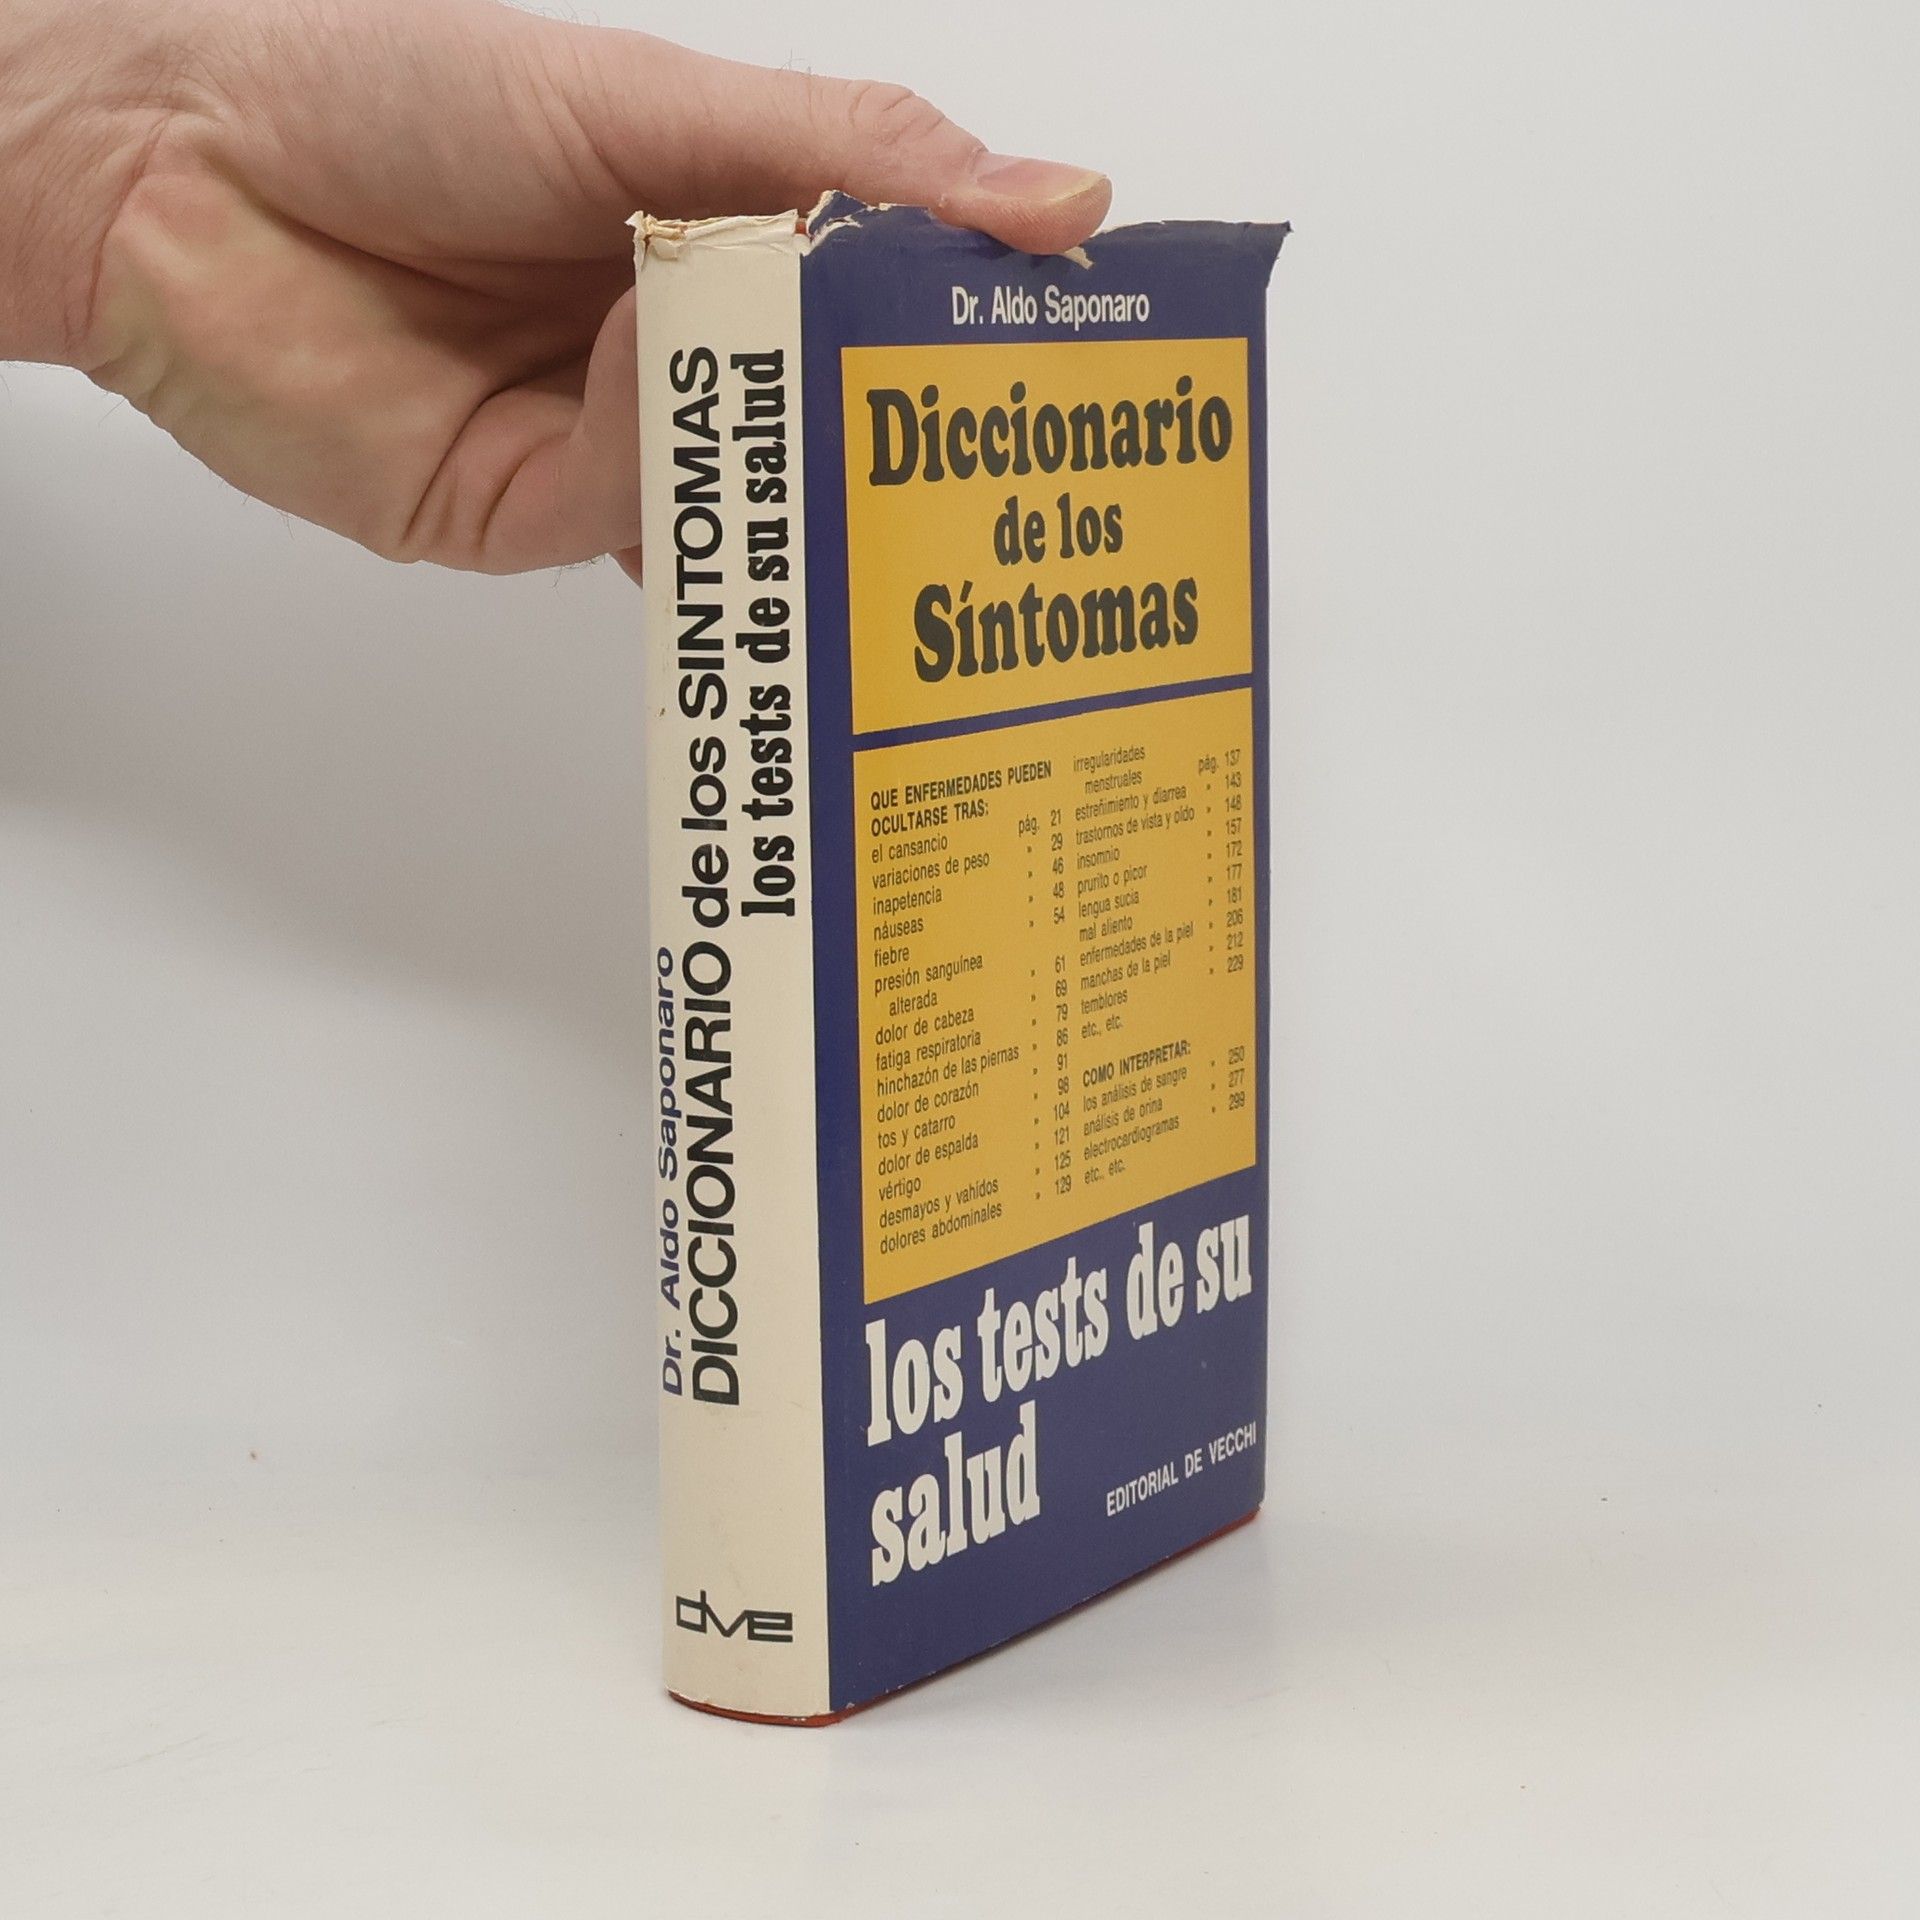 Dr. Aldo Saponaro
DICCIONARIO de los SINTOMAS
los tests de su salud
dve
Dr. Aldo Saponaro
Diccionario
de los
Síntomas
QUE ENFERMEDADES PUEDEN
OCULTARSE TRAS:
el cansancio pág. 21
variaciones de peso » 29
inapetencia » 46
náuseas » 48
fiebre » 54
presión sanguínea
alterada » 61
dolor de cabeza » 69
fatiga respiratoria » 79
hinchazón de las piernas » 86
dolor de corazón » 91
tos y catarro » 98
dolor de espalda » 104
vértigo » 121
desmayos y vahídos » 125
dolores abdominales » 129
irregularidades
menstruales pág. 137
estreñimiento y diarrea » 143
trastornos de vista y oído » 148
insomnio » 157
prurito o picor » 172
lengua sucia » 177
mal aliento » 181
enfermedades de la piel » 206
manchas de la piel » 212
temblores » 229
etc., etc.
COMO INTERPRETAR:
los análisis de sangre » 250
análisis de orina » 277
electrocardiogramas » 299
etc., etc.
los tests de su
salud
EDITORIAL DE VECCHI